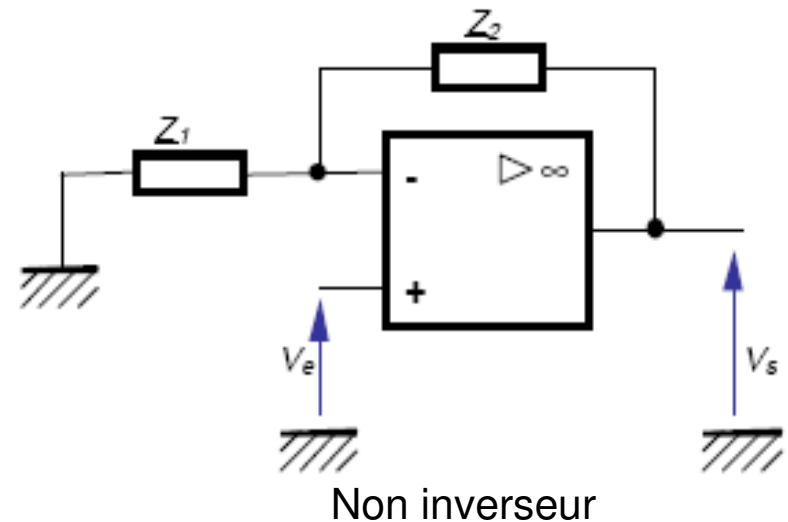 Z2
Z1
- ▷ ∞
+
Ve
Vs
Non inverseur